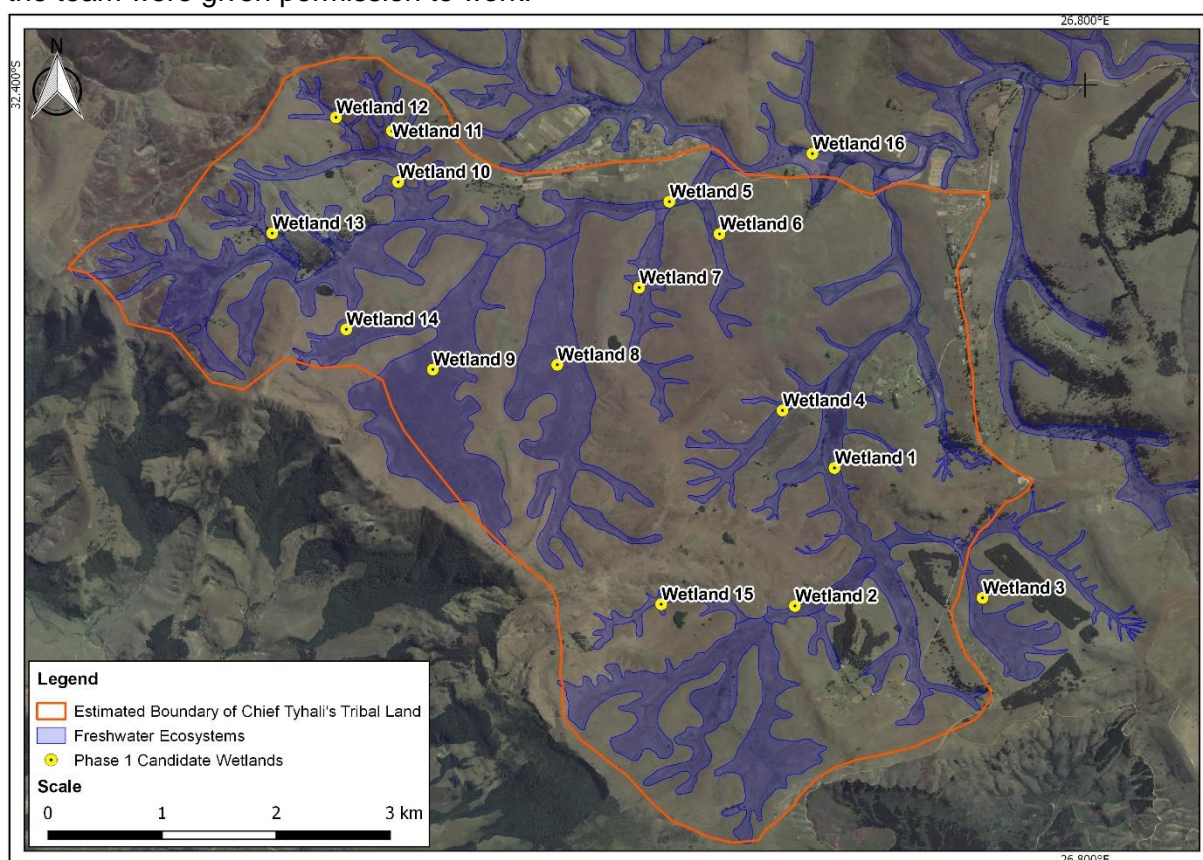 the team were given permission to work.
26.800°E
32.400°S
N
Wetland 12
Wetland 11
Wetland 16
Wetland 10
Wetland 5
Wetland 13
Wetland 6
Wetland 7
Wetland 14
Wetland 9
Wetland 8
Wetland 4
Wetland 1
Wetland 3
Wetland 15
Wetland 2
Legend
Estimated Boundary of Chief Tyhali's Tribal Land
Freshwater Ecosystems
Phase 1 Candidate Wetlands
Scale
0 1 2 3 km
26.800°E